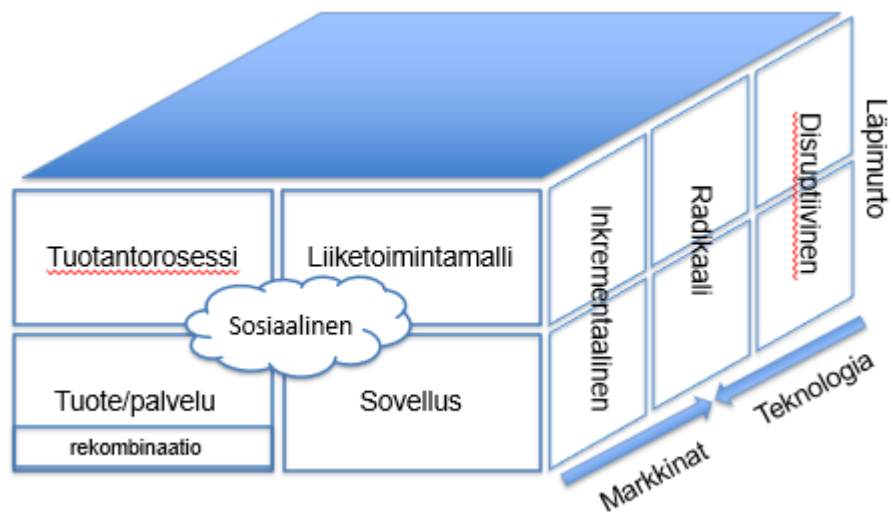 Tuotantorosessi
Liiketoimintamalli
Sosiaalinen
Tuote/palvelu
Sovellus
rekombinaatio
Inkrementaalinen
Radikaali
Disruptiivinen
Läpimurto
Markkinat
Teknologia